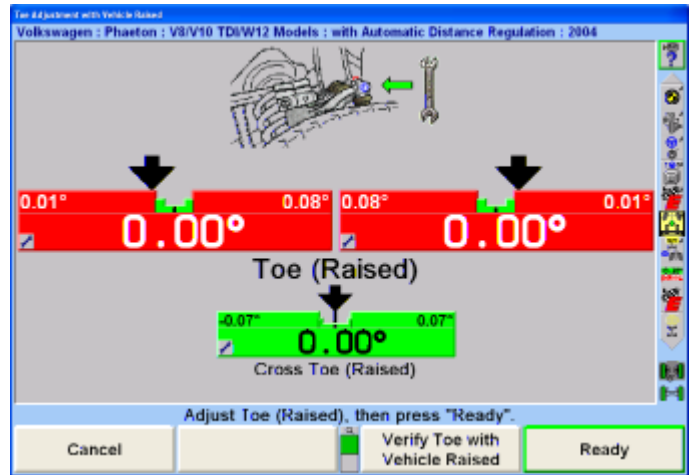 Toe Adjustment with Vehicle Raised
Volkswagen : Phaeton : V8/V10 TDI/W12 Models : with Automatic Distance Regulation : 2004
0.01° 0.08° 0.08° 0.01°
0.00° 0.00°
Toe (Raised)
-0.07° 0.07°
0.00°
Cross Toe (Raised)
Adjust Toe (Raised), then press "Ready".
Cancel
Verify Toe with
Vehicle Raised
Ready